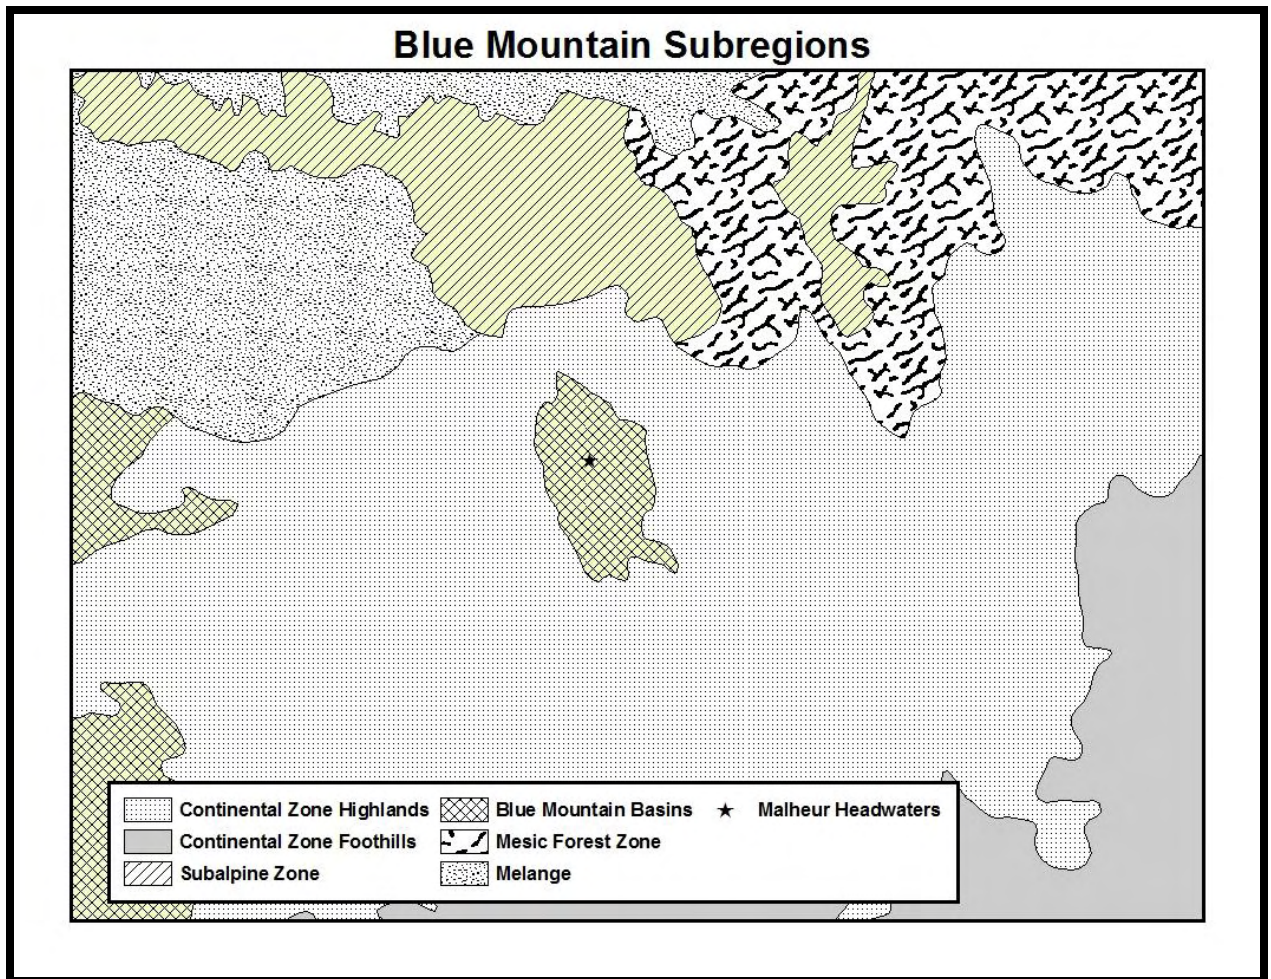 Blue Mountain Subregions
Continental Zone Highlands
Blue Mountain Basins
Malheur Headwaters
Continental Zone Foothills
Mesic Forest Zone
Subalpine Zone
Melange